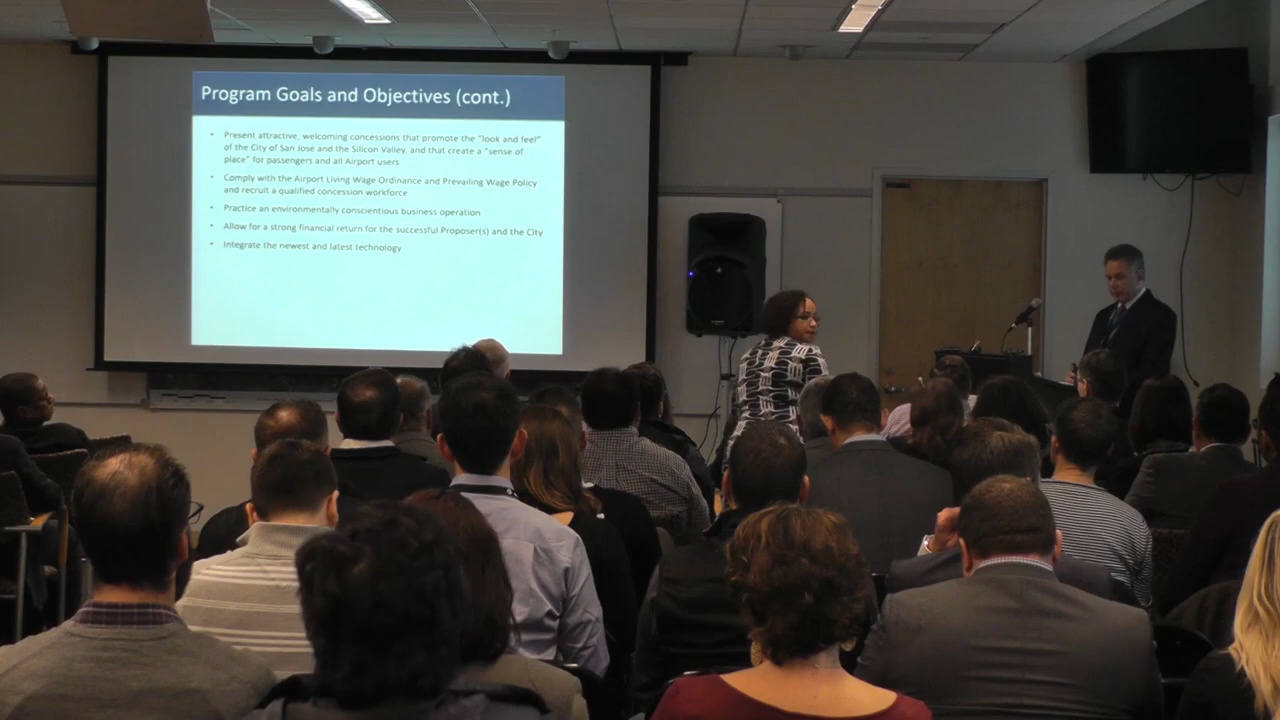 Program Goals and Objectives (cont.)
• Present attractive, welcoming concessions that promote the "look and feel"
of the City of San José and the Silicon Valley, and that create a "sense of
place" for passengers and all Airport users
• Comply with the Airport Living Wage Ordinance and Prevailing Wage Policy
and recruit a qualified concession workforce
• Practice an environmentally conscientious business operation
• Allow for a strong financial return for the successful Proposer(s) and the City
• Integrate the newest and latest technology